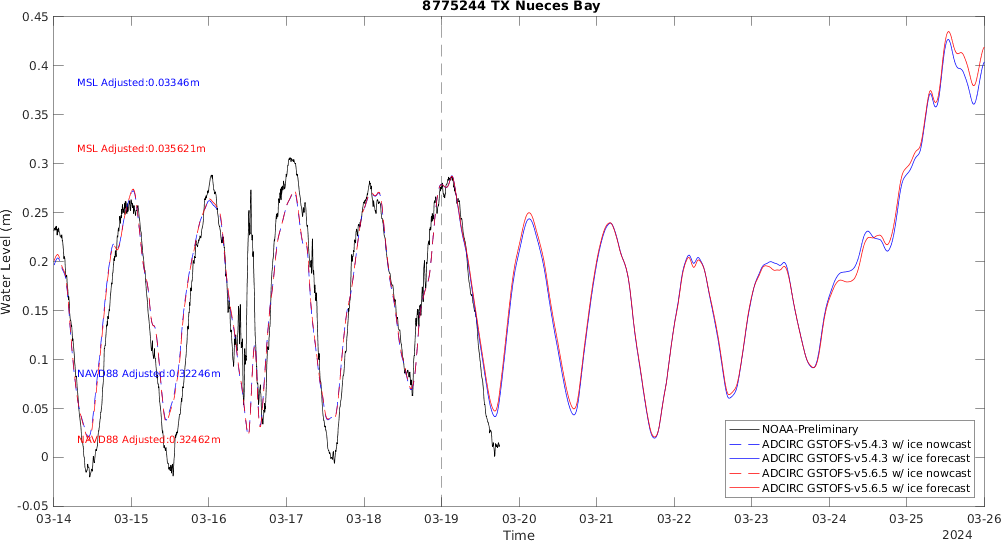 8775244 TX Nueces Bay
Water Level (m)
0.45
0.4
0.35
0.3
0.25
0.2
0.15
0.1
0.05
0
-0.05
MSL Adjusted:0.03346m
MSL Adjusted:0.035621m
NAVD88 Adjusted:0.32246m
NAVD88 Adjusted:0.32462m
NOAA-Preliminary
ADCIRC GSTOFS-v5.4.3 w/ ice nowcast
ADCIRC GSTOFS-v5.4.3 w/ ice forecast
ADCIRC GSTOFS-v5.6.5 w/ ice nowcast
ADCIRC GSTOFS-v5.6.5 w/ ice forecast
03-14 03-15 03-16 03-17 03-18 03-19 03-20 03-21 03-22 03-23 03-24 03-25 03-26
Time
2024